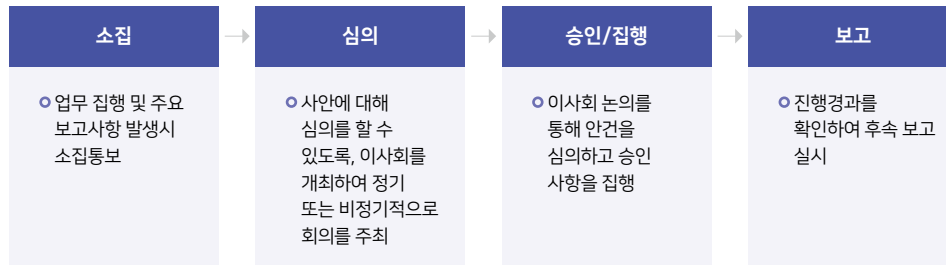 소집
업무 집행 및 주요
보고사항 발생시
소집통보
심의
사안에 대해
심의를 할 수
있도록, 이사회를
개최하여 정기
또는 비정기적으로
회의를 주최
승인/집행
이사회 논의를
통해 안건을
심의하고 승인
사항을 집행
보고
진행경과를
확인하여 후속 보고
실시